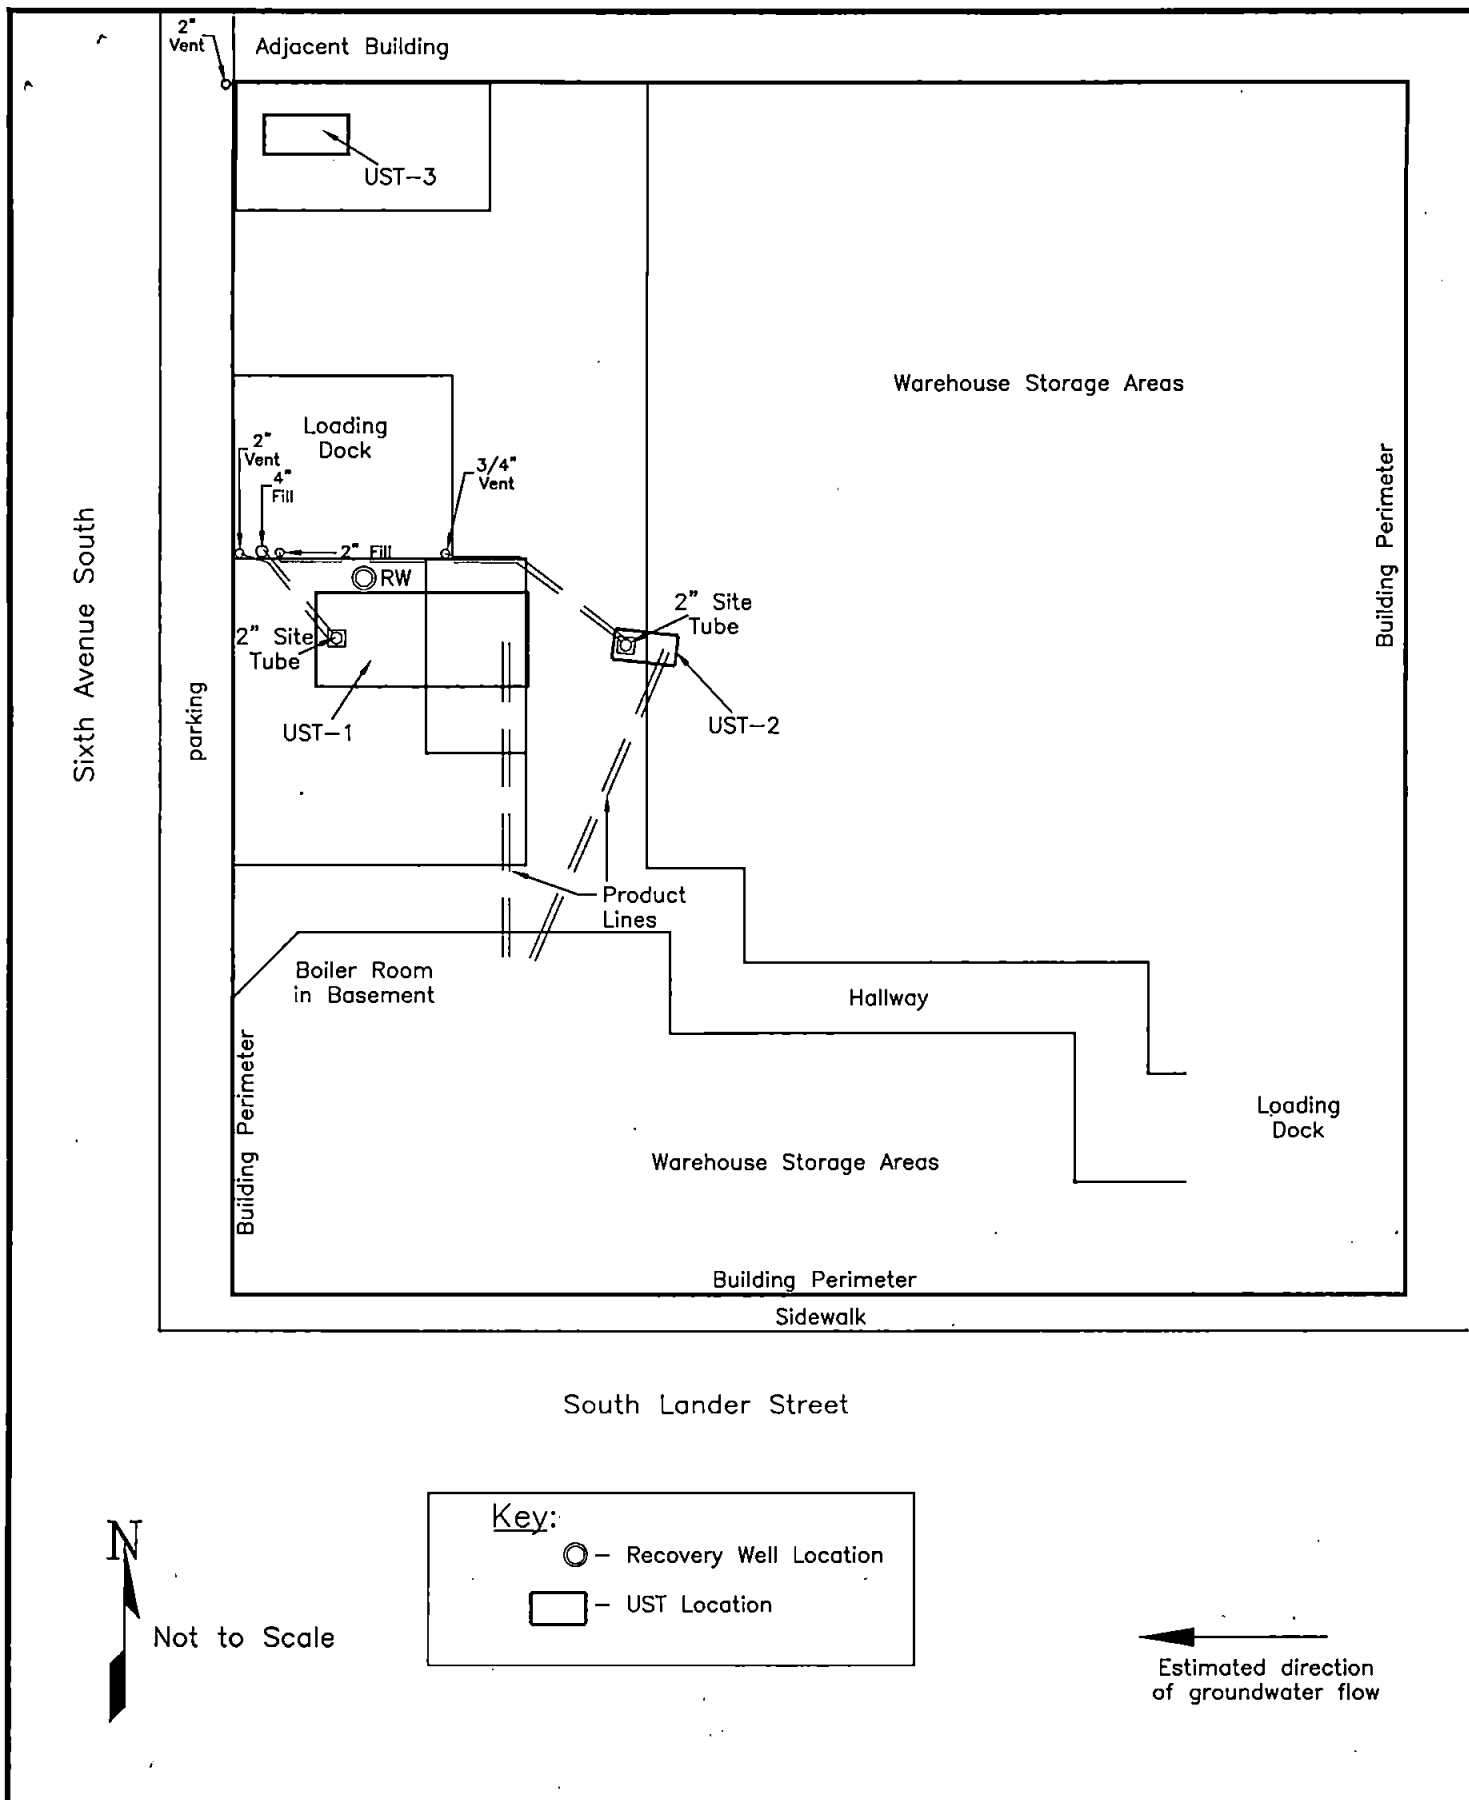 2"
Vent
Adjacent Building
UST-3
Warehouse Storage Areas
Loading
Dock
2"
Vent
4"
Fill
3/4"
Vent
2" Fill
RW
2" Site
Tube
2" Site
Tube
UST-1
UST-2
Sixth Avenue South
parking
Building Perimeter
Product
Lines
Boiler Room
in Basement
Hallway
Building Perimeter
Loading
Dock
Warehouse Storage Areas
Building Perimeter
Sidewalk
South Lander Street
N
Not to Scale
Key:
– Recovery Well Location
– UST Location
Estimated direction
of groundwater flow